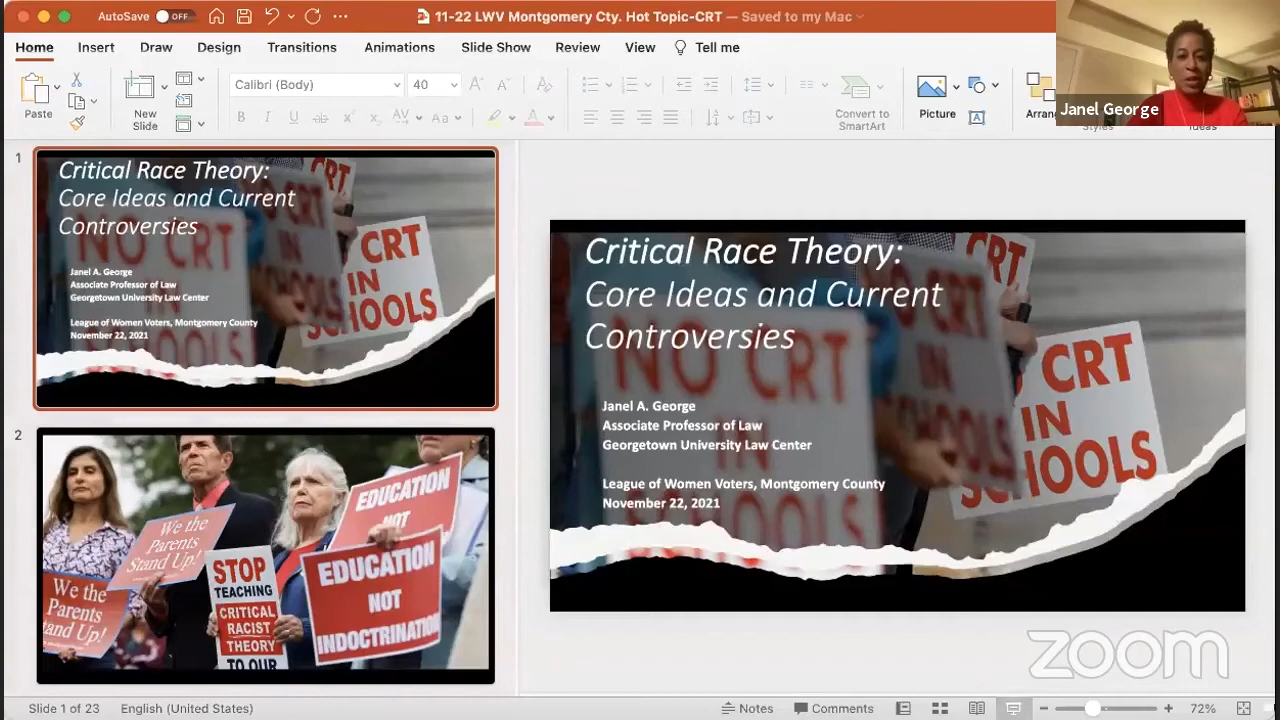 AutoSave OFF
11-22 LWV Montgomery Cty. Hot Topic-CRT — Saved to my Mac
Home Insert Draw Design Transitions Animations Slide Show Review View Tell me
Calibri (Body) 40
Paste
New
Slide
Convert to
SmartArt
Picture
Janel George
1
Critical Race Theory:
Core Ideas and Current
Controversies
Janel A. George
Associate Professor of Law
Georgetown University Law Center
League of Women Voters, Montgomery County
November 22, 2021
NO CRT
CRT
IN
SCHOOLS
2
We the
Parents
Stand Up!
We the
Parents
tand Up!
STOP
TEACHING
CRITICAL
RACIST
THEORY
TO OUR
EDUCATION
NOT
EDUCATION
NOT
INDOCTRINATION
Critical Race Theory:
Core Ideas and Current
Controversies
Janel A. George
Associate Professor of Law
Georgetown University Law Center
League of Women Voters, Montgomery County
November 22, 2021
NO CRT
IN
SCHOOLS
CRT
CRT
IN
SCHOOLS
zoom
Slide 1 of 23 English (United States) Notes Comments 72%